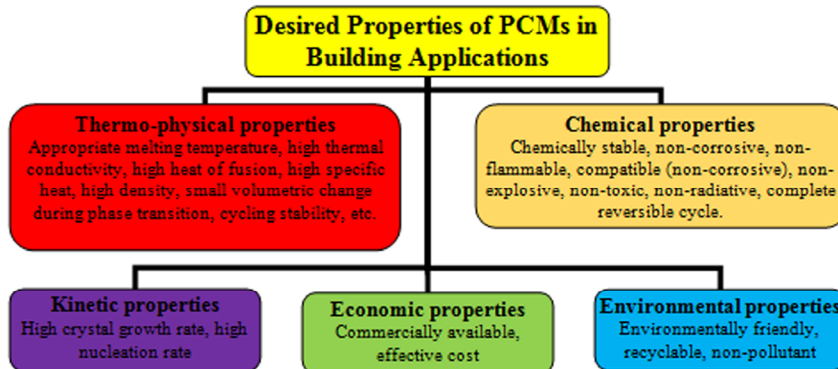 Desired Properties of PCMs in
Building Applications
Thermo-physical properties
Appropriate melting temperature, high thermal
conductivity, high heat of fusion, high specific
heat, high density, small volumetric change
during phase transition, cycling stability, etc.
Chemical properties
Chemically stable, non-corrosive, non-
flammable, compatible (non-corrosive), non-
explosive, non-toxic, non-radiative, complete
reversible cycle.
Kinetic properties
High crystal growth rate, high
nucleation rate
Economic properties
Commercially available,
effective cost
Environmental properties
Environmentally friendly,
recyclable, non-pollutant